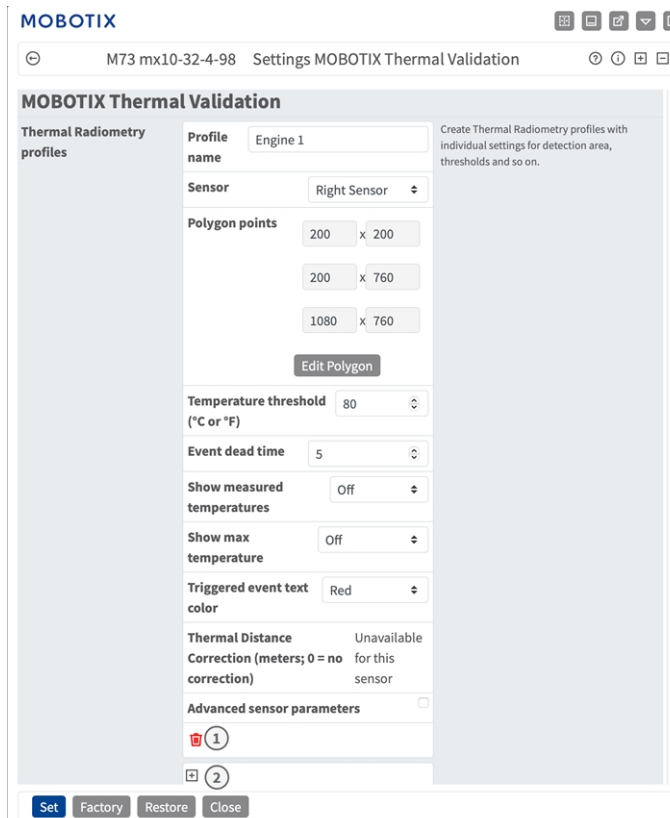 MOBOTIX
M73 mx10-32-4-98 Settings MOBOTIX Thermal Validation
MOBOTIX Thermal Validation
Thermal Radiometry
profiles
Profile
name
Engine 1
Create Thermal Radiometry profiles with
individual settings for detection area,
thresholds and so on.
Sensor
Right Sensor
Polygon points
200 x 200
200 x 760
1080 x 760
Edit Polygon
Temperature threshold
(°C or °F)
80
Event dead time
5
Show measured
temperatures
Off
Show max
temperature
Off
Triggered event text
color
Red
Thermal Distance
Correction (meters; 0 = no
correction)
Unavailable
for this
sensor
Advanced sensor parameters
1
2
Set Factory Restore Close